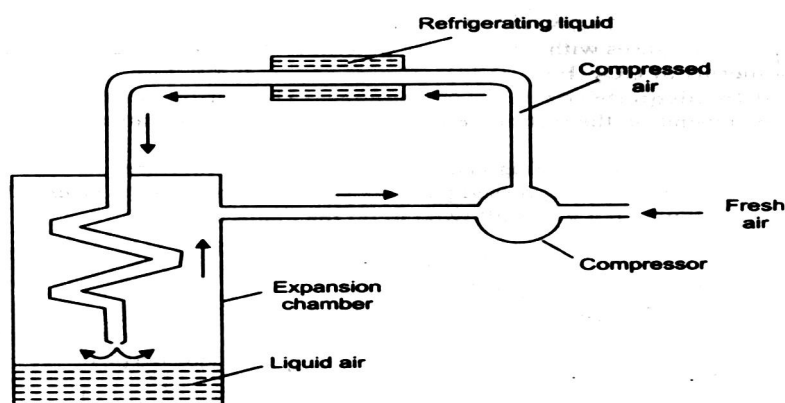 Refrigerating liquid
Compressed
air
Fresh
air
Compressor
Expansion
chamber
Liquid air